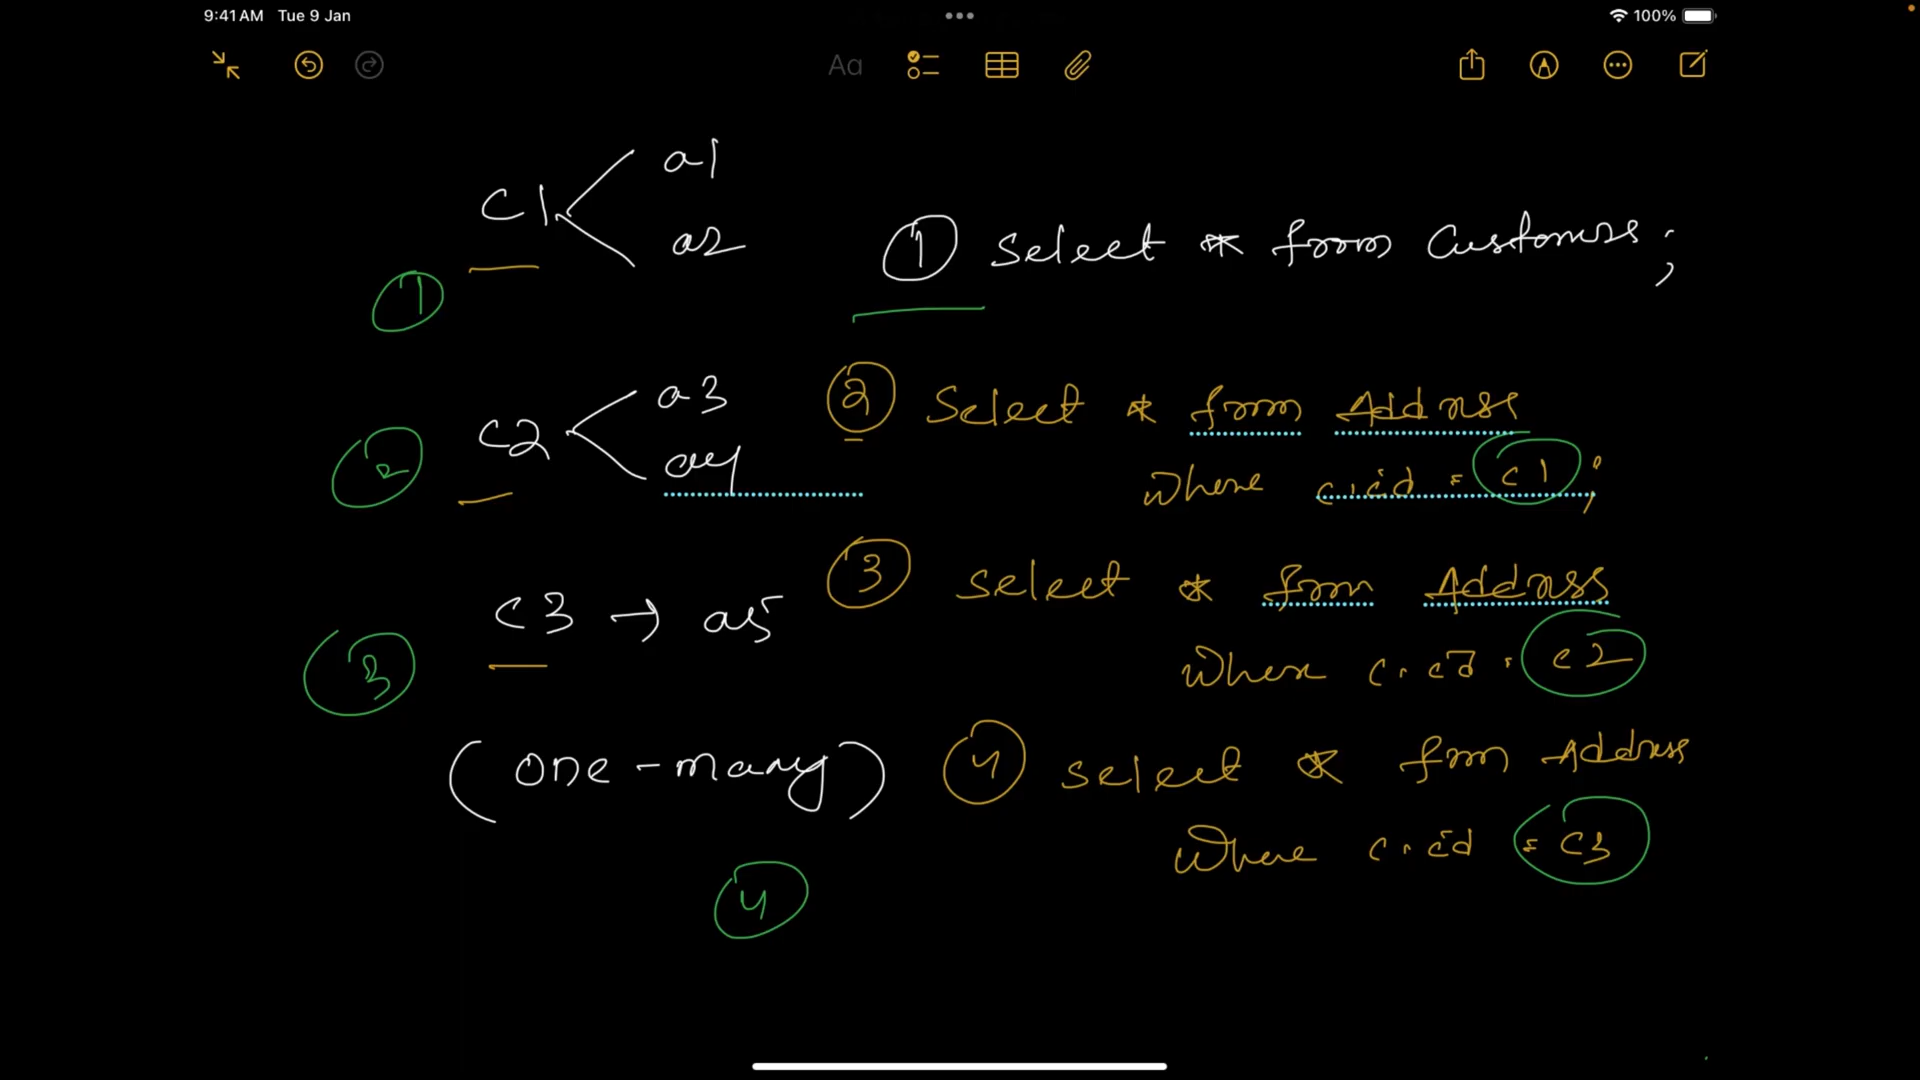 9:41 AM Tue 9 Jan
100%
Aa
c1
a1
a2
1
1 Select * from Customers;
c2
a3
a4
2
2 Select * from Address
where c.id = c1;
c3 → a5
3
3 Select * from Address
where c.id = c2
(one-many)
4 Select * from Address
where c.id = c3
4